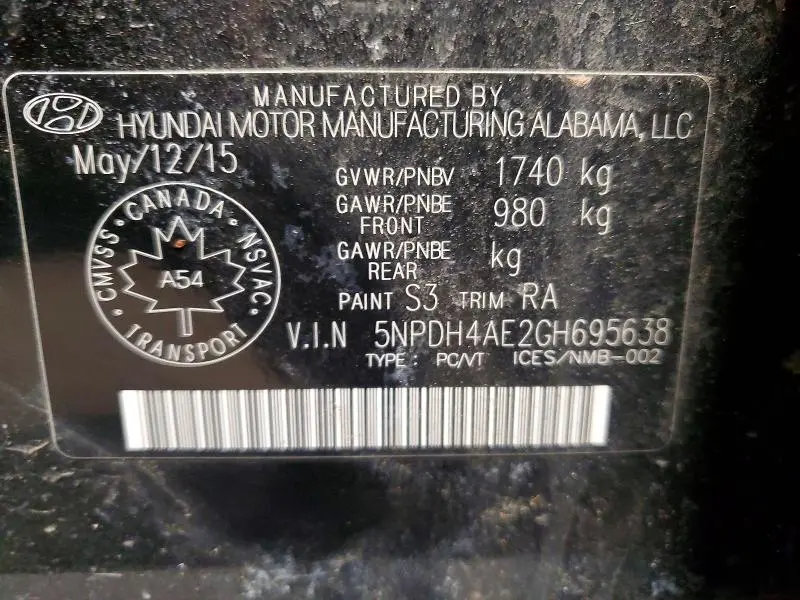 MANUFACTURED BY
HYUNDAI MOTOR MANUFACTURING ALABAMA, LLC
May/12/15
GVWR/PNBV 1740 kg
GAWR/PNBE FRONT 980 kg
GAWR/PNBE REAR kg
PAINT S3 TRIM RA
V.I.N 5NPDH4AE2GH695638
TYPE : PC/VT ICES/NMB-002
CMVSS • CANADA • NSVAC • TRANSPORT •
A54